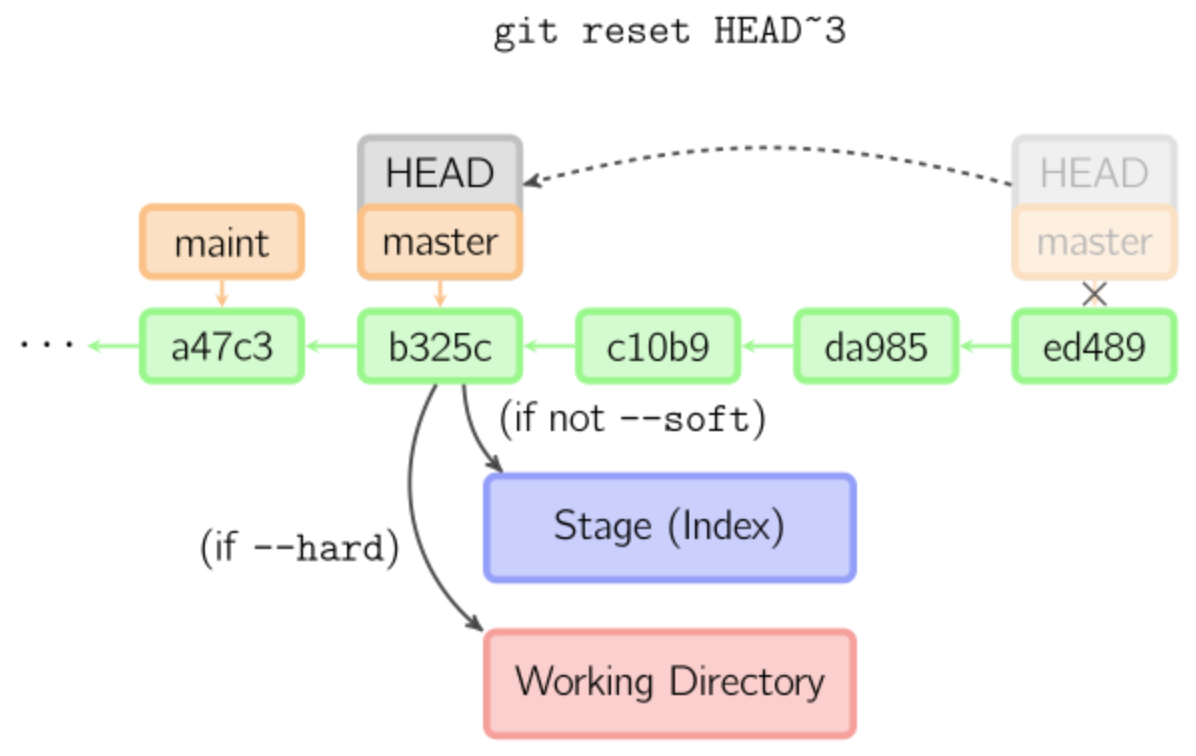 git reset HEAD~3
HEAD HEAD
maint master master
... a47c3 b325c c10b9 da985 ed489
(if not --soft)
Stage (Index)
(if --hard)
Working Directory